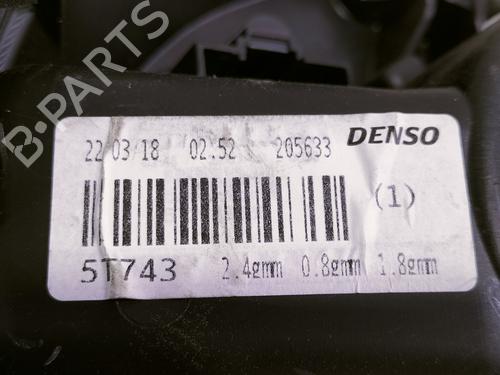 B-PARTS
22 03 18 02.52 205633 DENSO
(1)
5T743 2.4gmm 0.8gmm 1.8gmm